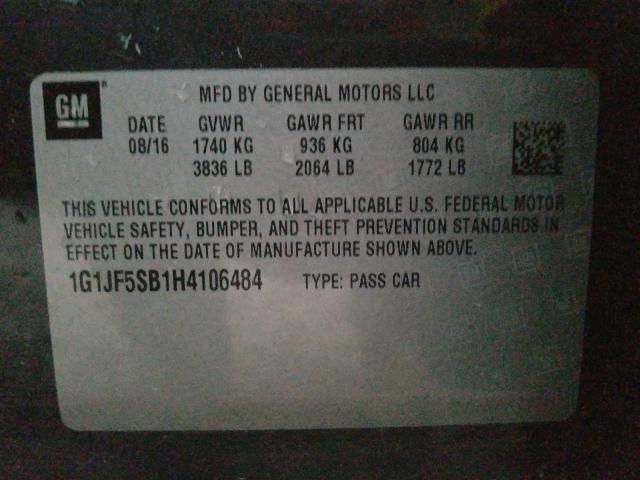 GM
MFD BY GENERAL MOTORS LLC
DATE GVWR GAWR FRT GAWR RR
08/16 1740 KG 936 KG 804 KG
3836 LB 2064 LB 1772 LB
THIS VEHICLE CONFORMS TO ALL APPLICABLE U.S. FEDERAL MOTOR
VEHICLE SAFETY, BUMPER, AND THEFT PREVENTION STANDARDS IN
EFFECT ON THE DATE OF MANUFACTURE SHOWN ABOVE.
1G1JF5SB1H4106484 TYPE: PASS CAR